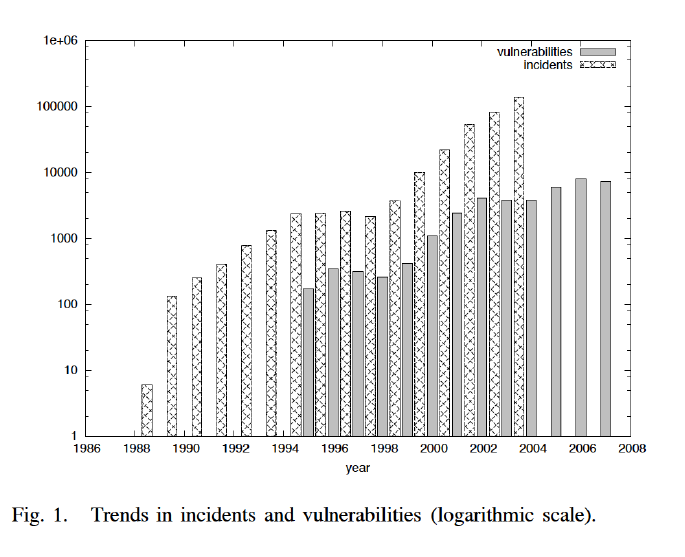 1e+06
100000
10000
1000
100
10
1
vulnerabilities
incidents
1986 1988 1990 1992 1994 1996 1998 2000 2002 2004 2006 2008
year
Fig. 1. Trends in incidents and vulnerabilities (logarithmic scale).